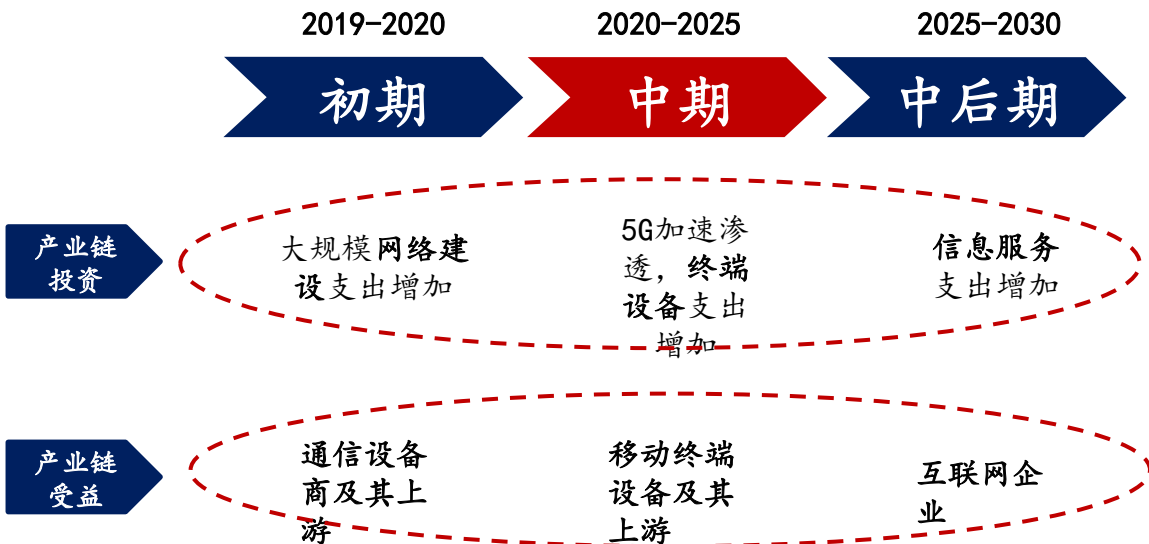 2019-2020
2020-2025
2025-2030
初期
中期
中后期
产业链
投资
大规模网络建
设支出增加
5G加速渗
透，终端
设备支出
增加
信息服务
支出增加
产业链
受益
通信设备
商及其上
游
移动终端
设备及其
上游
互联网企
业